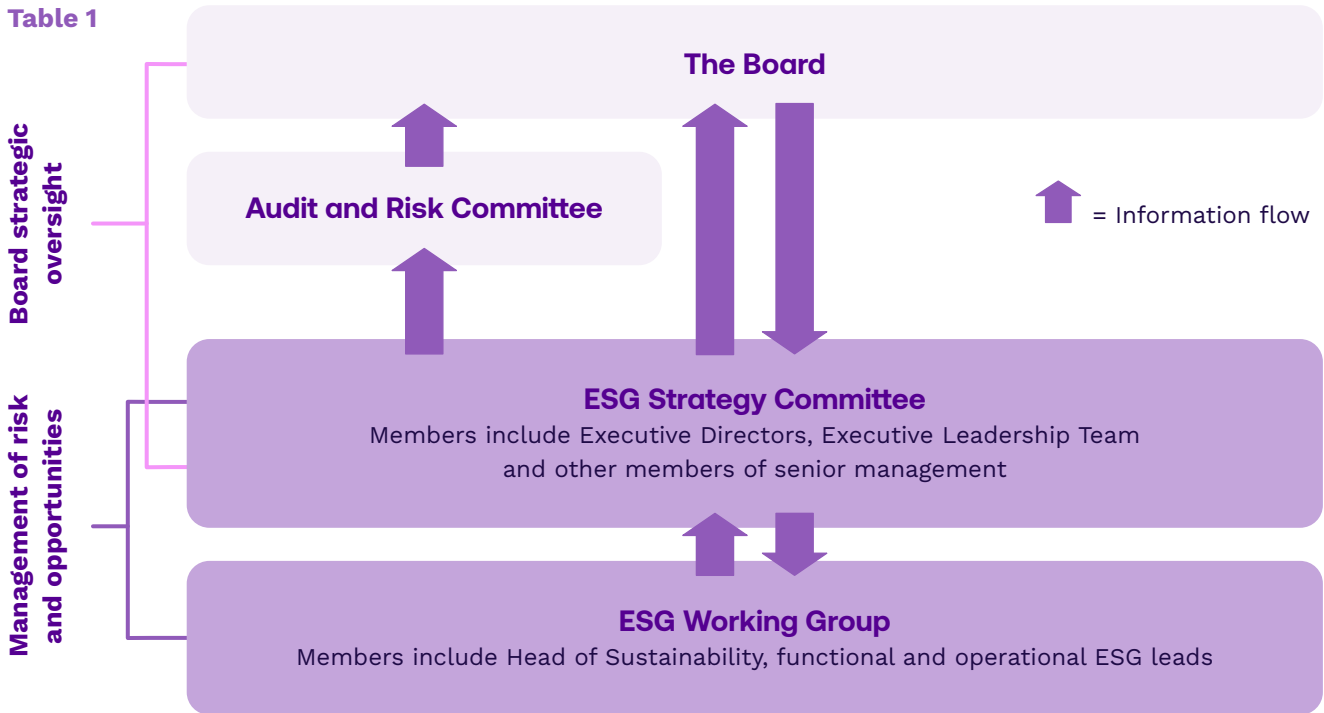 Table 1
The Board
Board strategic
oversight
Audit and Risk Committee
= Information flow
Management of risk
and opportunities
ESG Strategy Committee
Members include Executive Directors, Executive Leadership Team
and other members of senior management
ESG Working Group
Members include Head of Sustainability, functional and operational ESG leads